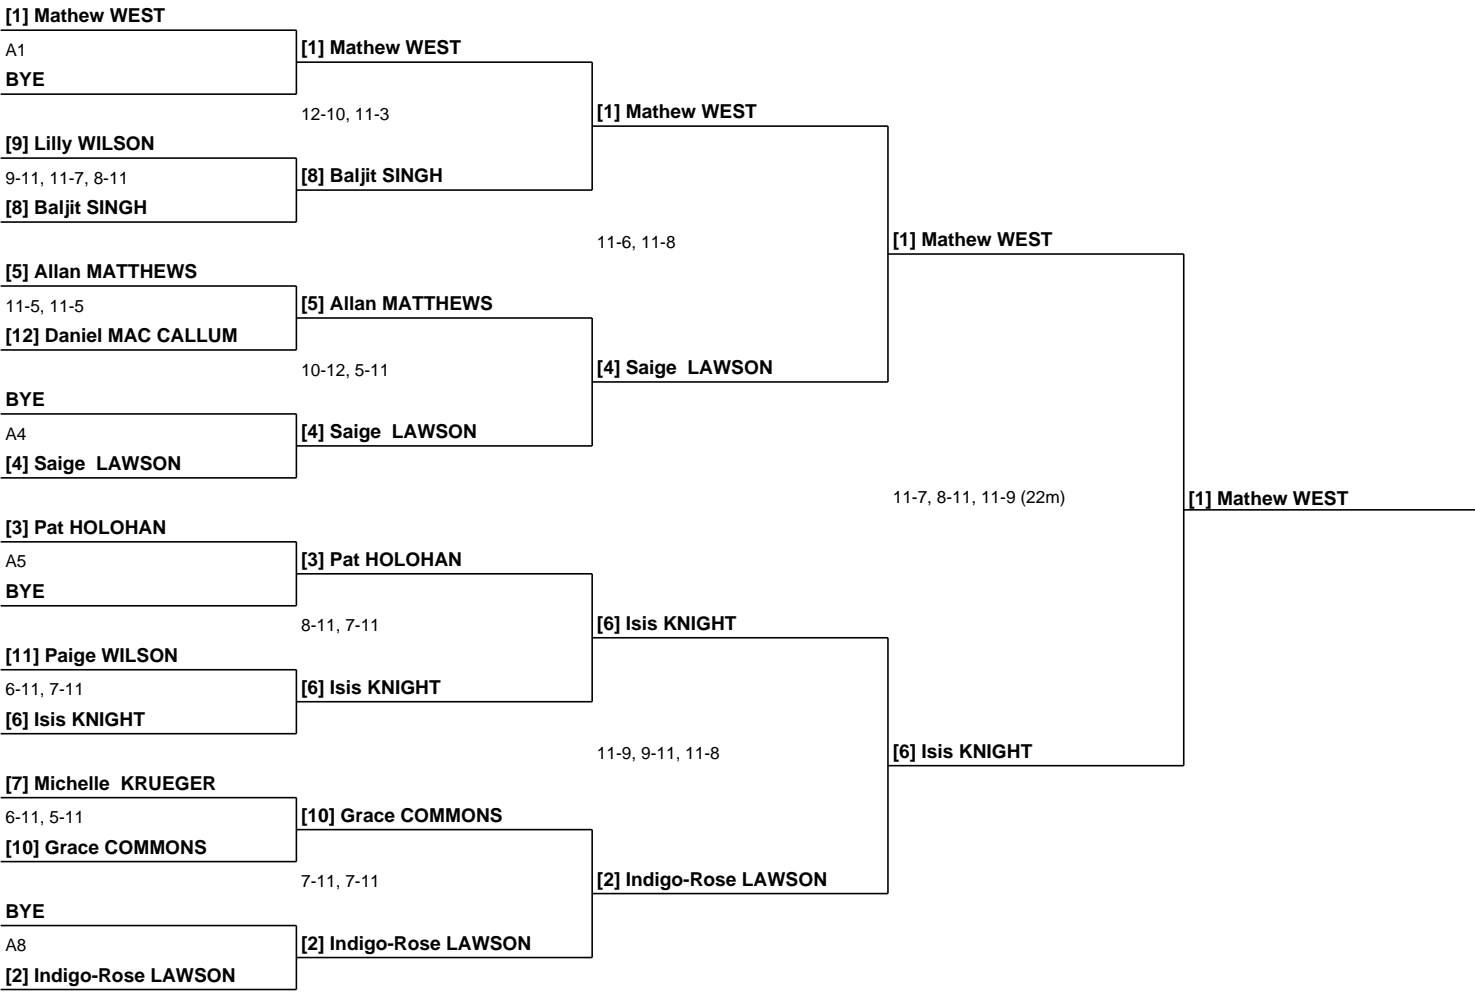 [1] Mathew WEST
A1
BYE
[9] Lilly WILSON
9-11, 11-7, 8-11
[8] Baljit SINGH
[5] Allan MATTHEWS
11-5, 11-5
[12] Daniel MAC CALLUM
BYE
A4
[4] Saige  LAWSON
[3] Pat HOLOHAN
A5
BYE
[11] Paige WILSON
6-11, 7-11
[6] Isis KNIGHT
[7] Michelle  KRUEGER
6-11, 5-11
[10] Grace COMMONS
BYE
A8
[2] Indigo-Rose LAWSON
[1] Mathew WEST
12-10, 11-3
[8] Baljit SINGH
[5] Allan MATTHEWS
10-12, 5-11
[4] Saige  LAWSON
[3] Pat HOLOHAN
8-11, 7-11
[6] Isis KNIGHT
[10] Grace COMMONS
7-11, 7-11
[2] Indigo-Rose LAWSON
[1] Mathew WEST
11-6, 11-8
[4] Saige  LAWSON
[6] Isis KNIGHT
11-9, 9-11, 11-8
[2] Indigo-Rose LAWSON
[1] Mathew WEST
11-7, 8-11, 11-9 (22m)
[6] Isis KNIGHT
[1] Mathew WEST